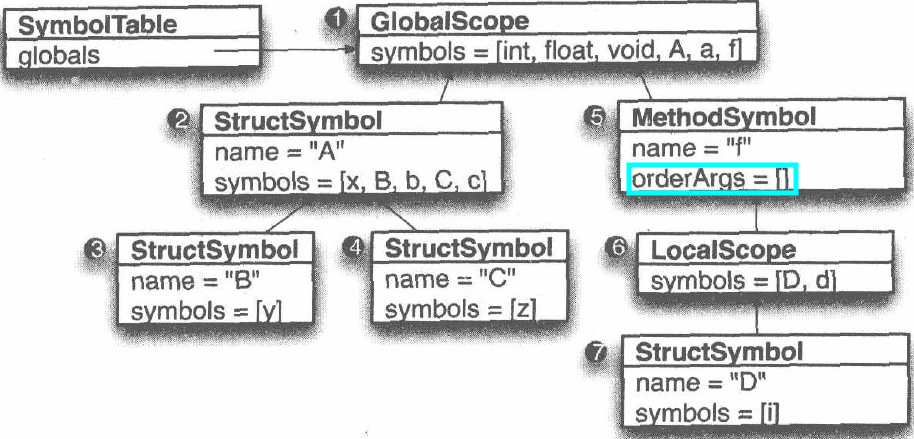 SymbolTable
globals
1 GlobalScope
symbols = [int, float, void, A, a, f]
2 StructSymbol
name = "A"
symbols = [x, B, b, C, c]
5 MethodSymbol
name = "f"
orderArgs = []
3 StructSymbol
name = "B"
symbols = [y]
4 StructSymbol
name = "C"
symbols = [z]
6 LocalScope
symbols = [D, d]
7 StructSymbol
name = "D"
symbols = [i]